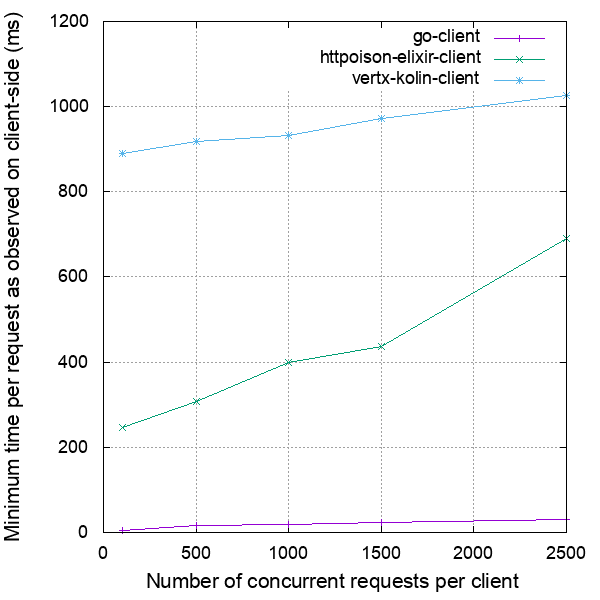 Minimum time per request as observed on client-side (ms)
1200
1000
800
600
400
200
0
go-client
httpoison-elixir-client
vertx-kolin-client
0 500 1000 1500 2000 2500
Number of concurrent requests per client